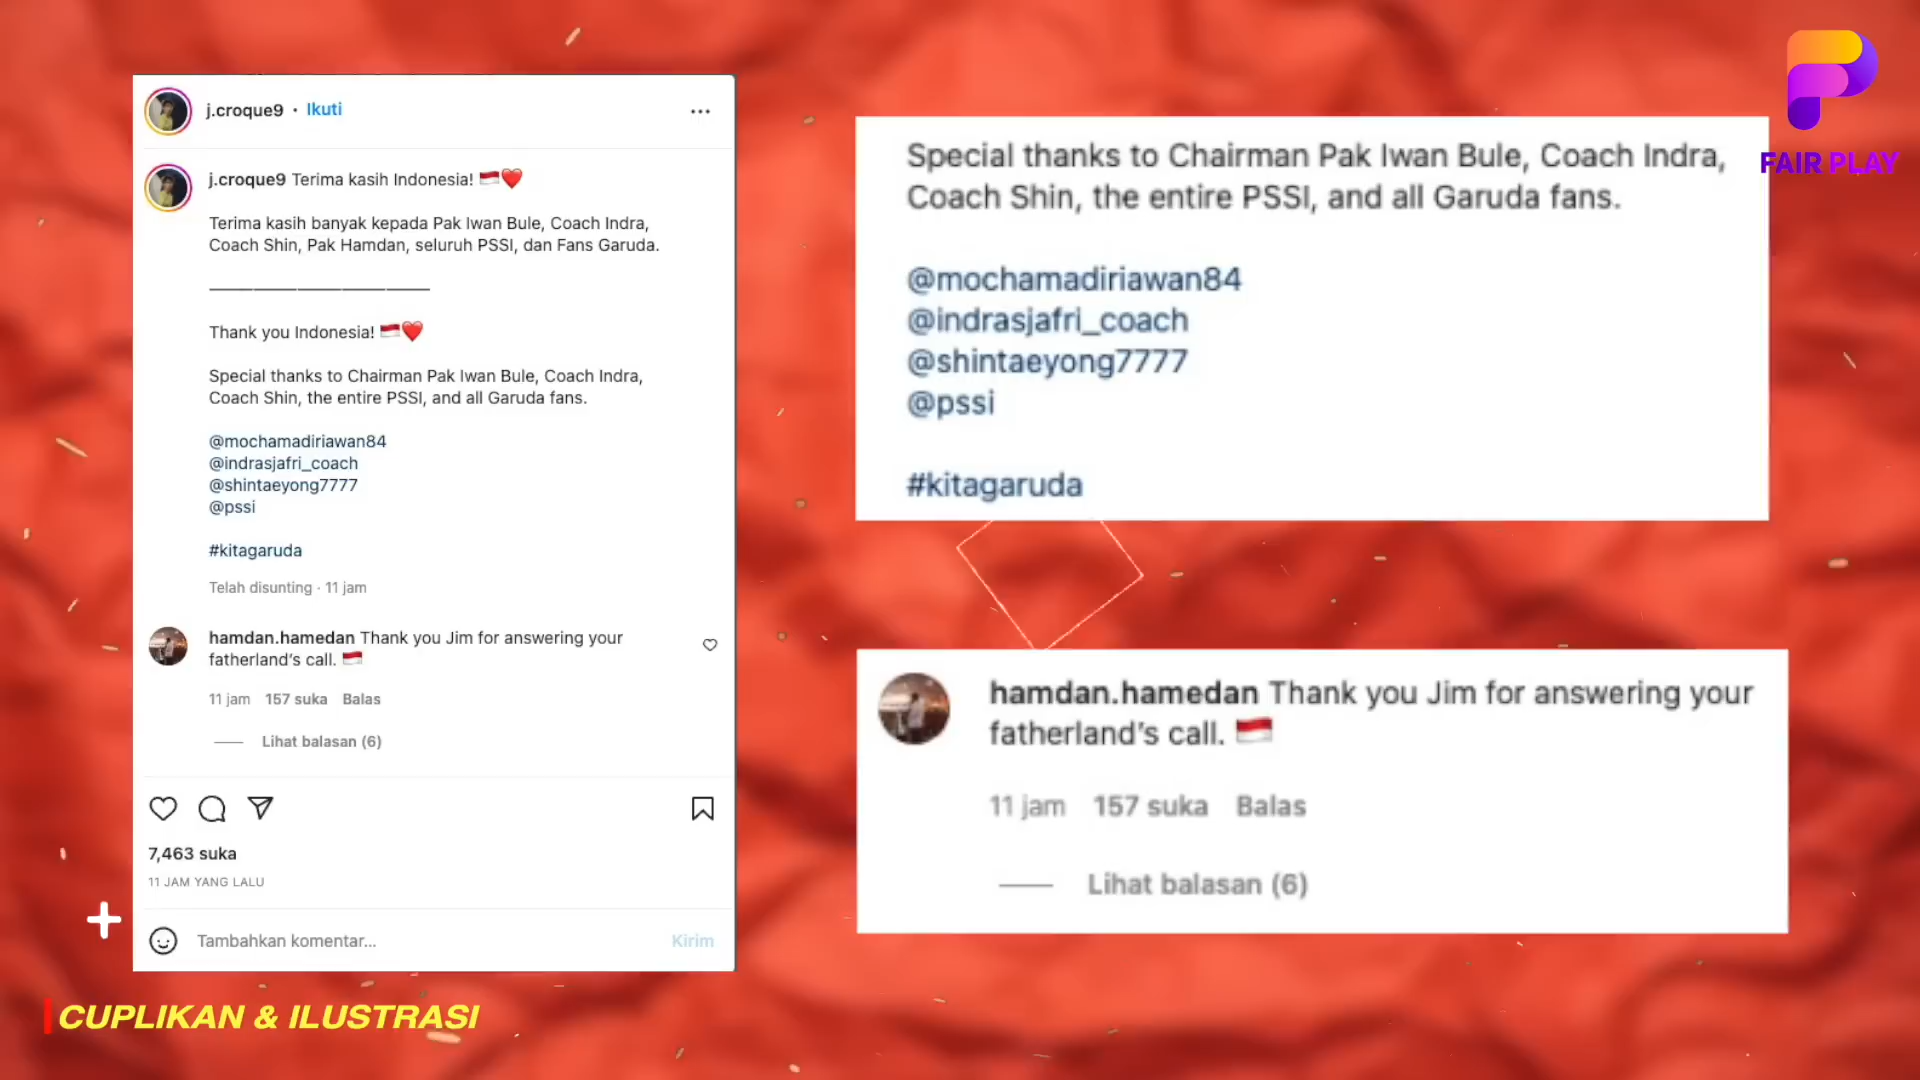 j.croque9 • Ikuti
j.croque9 Terima kasih Indonesia! 🇮🇩❤️
Terima kasih banyak kepada Pak Iwan Bule, Coach Indra,
Coach Shin, Pak Hamdan, seluruh PSSI, dan Fans Garuda.
____________________
Thank you Indonesia! 🇮🇩❤️
Special thanks to Chairman Pak Iwan Bule, Coach Indra,
Coach Shin, the entire PSSI, and all Garuda fans.
@mochamadiriawan84
@indrasjafri_coach
@shintaeyong7777
@pssi
#kitagaruda
Telah disunting · 11 jam
hamdan.hamedan Thank you Jim for answering your
fatherland's call. 🇮🇩
11 jam 157 suka Balas
Lihat balasan (6)
7,463 suka
11 JAM YANG LALU
Tambahkan komentar...
Kirim
Special thanks to Chairman Pak Iwan Bule, Coach Indra,
Coach Shin, the entire PSSI, and all Garuda fans.
@mochamadiriawan84
@indrasjafri_coach
@shintaeyong7777
@pssi
#kitagaruda
hamdan.hamedan Thank you Jim for answering your
fatherland's call. 🇮🇩
11 jam 157 suka Balas
Lihat balasan (6)
FAIR PLAY
CUPLIKAN & ILUSTRASI